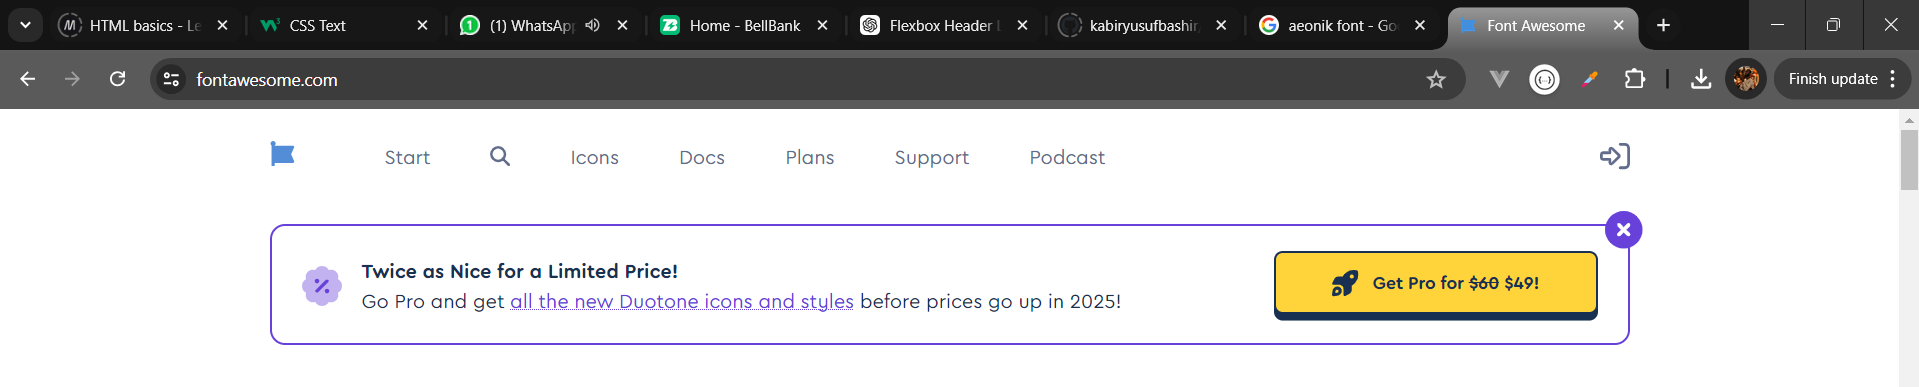 HTML basics - Le
CSS Text
(1) WhatsApp
Home - BellBank
Flexbox Header L
kabiryusufbashir
aeonik font - Goo
Font Awesome
fontawesome.com
Finish update
Start
Icons
Docs
Plans
Support
Podcast
Twice as Nice for a Limited Price!
Go Pro and get all the new Duotone icons and styles before prices go up in 2025!
Get Pro for $60 $49!